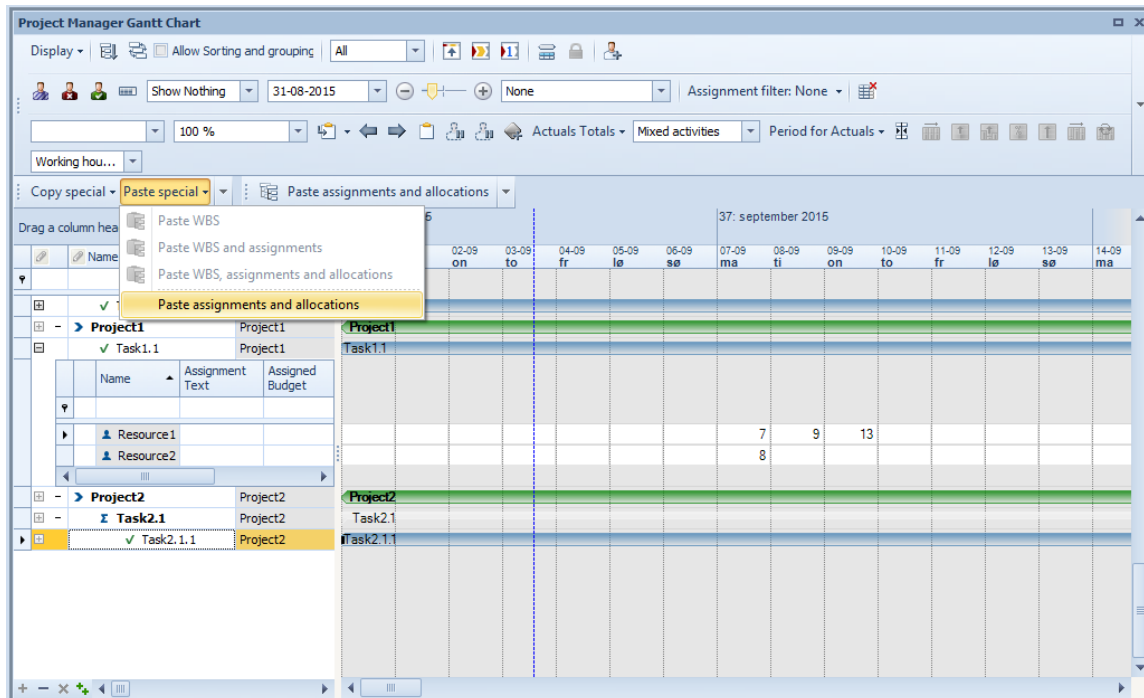 Project Manager Gantt Chart
Display Allow Sorting and grouping All
Show Nothing 31-08-2015 None Assignment filter: None
100 % Actuals Totals Mixed activities Period for Actuals
Working hou...
Copy special Paste special Paste assignments and allocations
Drag a column hea 5 37: september 2015
Paste WBS
Paste WBS and assignments
Paste WBS, assignments and allocations
Paste assignments and allocations
Name 02-09 03-09 04-09 05-09 06-09 07-09 08-09 09-09 10-09 11-09 12-09 13-09 14-09
on to fr lø sø ma ti on to fr lø sø ma
Project1 Project1 Project1
Task1.1 Project1 Task1.1
Name Assignment Text Assigned Budget
Resource1 7 9 13
Resource2 8
Project2 Project2 Project2
Σ Task2.1 Project2 Task2.1
Task2.1.1 Project2 Task2.1.1